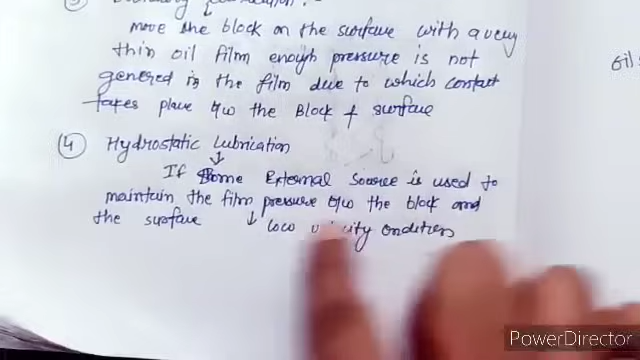 ③
move the block on the surface with a very
thin oil film enough pressure is not
genered in the film due to which contact
takes place b/w the Block & surface
④ Hydrostatic Lubrication
If some External Source is used to
maintain the film pressure b/w the block and
the surface ↓ low ondition
oil
PowerDirector